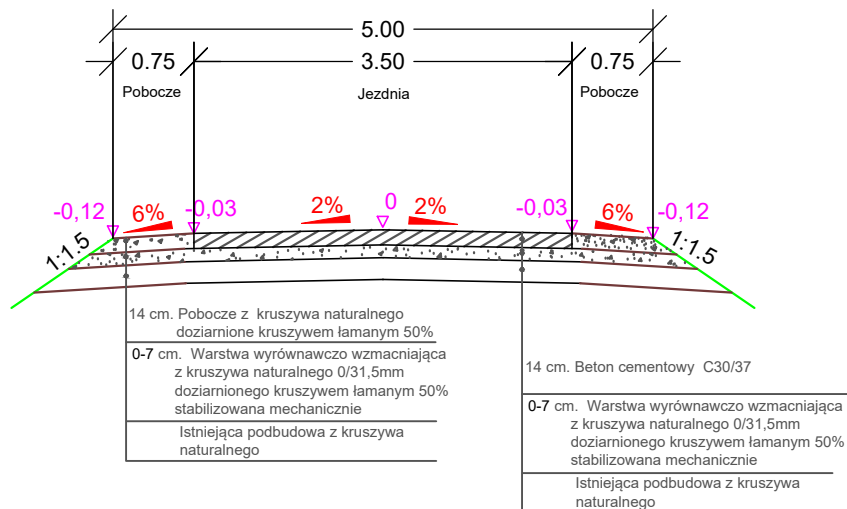 5.00
0.75
3.50
0.75
Pobocze
Jezdnia
Pobocze
-0,12
6%
-0,03
2%
0
2%
-0,03
6%
-0,12
1:1.5
1:1.5
14 cm. Pobocze z kruszywa naturalnego
doziarnione kruszywem łamanym 50%
0-7 cm. Warstwa wyrównawczo wzmacniająca
z kruszywa naturalnego 0/31,5mm
doziarnionego kruszywem łamanym 50%
stabilizowana mechanicznie
Istniejąca podbudowa z kruszywa
naturalnego
14 cm. Beton cementowy C30/37
0-7 cm. Warstwa wyrównawczo wzmacniająca
z kruszywa naturalnego 0/31,5mm
doziarnionego kruszywem łamanym 50%
stabilizowana mechanicznie
Istniejąca podbudowa z kruszywa
naturalnego